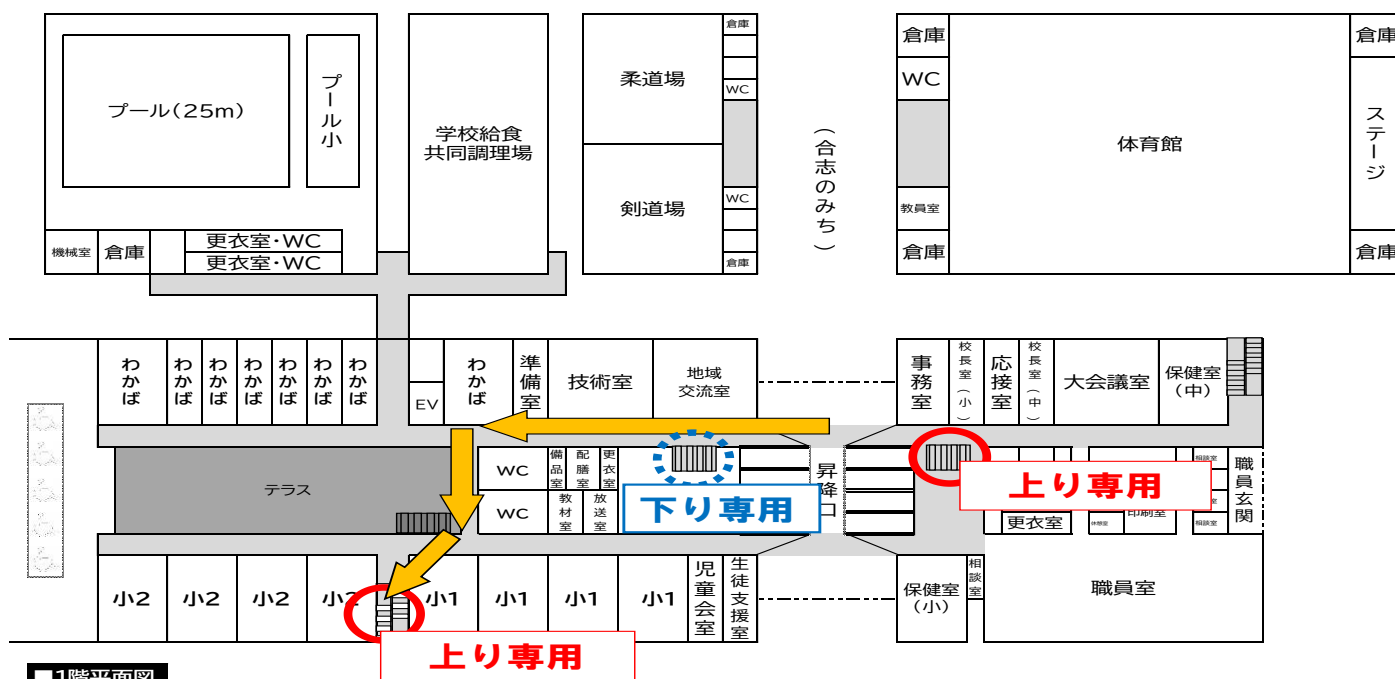 プール(25m)
プール小
学校給食
共同調理場
柔道場
剣道場
倉庫
WC
WC
倉庫
(合志のみち)
倉庫
WC
教員室
倉庫
体育館
倉庫
ステージ
倉庫
機械室
倉庫
更衣室・WC
更衣室・WC
わかば
わかば
わかば
わかば
わかば
わかば
わかば
EV
わかば
準備室
技術室
地域
交流室
事務室
校長室(小)
応接室
校長室(中)
大会議室
保健室
(中)
テラス
WC
WC
備品室
配膳室
更衣室
教材室
放送室
下り専用
昇降口
上り専用
更衣室
休憩室
印刷室
相談室
相談室
職員玄関
小2
小2
小2
小2
小1
小1
小1
小1
児童会室
生徒支援室
保健室
(小)
相談室
職員室
上り専用
■1階平面図